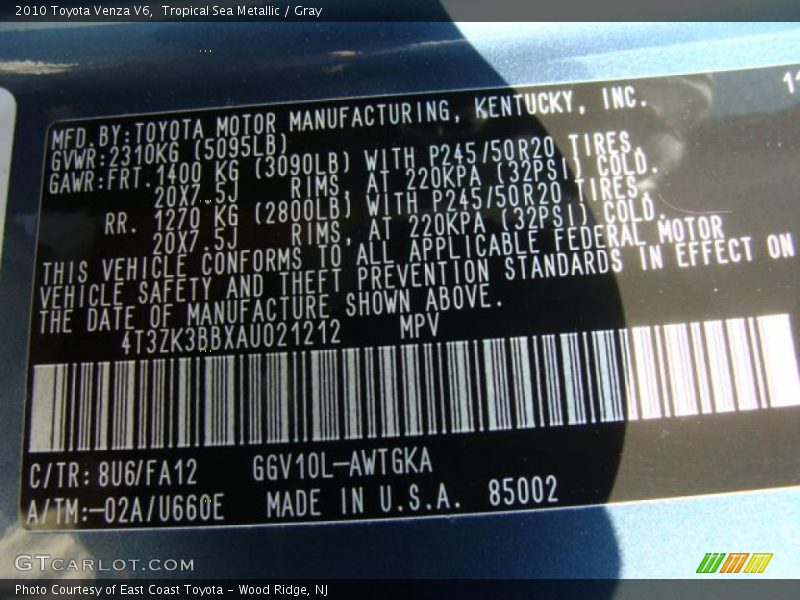 2010 Toyota Venza V6,  Tropical Sea Metallic / Gray
11
MFD.BY:TOYOTA MOTOR MANUFACTURING, KENTUCKY, INC.
GVWR:2310KG (5095LB)
GAWR:FRT.1400 KG (3090LB) WITH P245/50R20 TIRES,
20X7.5J RIMS, AT 220KPA (32PSI) COLD.
RR. 1270 KG (2800LB) WITH P245/50R20 TIRES,
20X7.5J RIMS, AT 220KPA (32PSI) COLD.
THIS VEHICLE CONFORMS TO ALL APPLICABLE FEDERAL MOTOR
VEHICLE SAFETY AND THEFT PREVENTION STANDARDS IN EFFECT ON
THE DATE OF MANUFACTURE SHOWN ABOVE.
4T3ZK3BBXAU021212 MPV
C/TR:8U6/FA12 GGV10L-AWTGKA
A/TM:-02A/U660E MADE IN U.S.A. 85002
GTCARLOT.COM
Photo Courtesy of East Coast Toyota - Wood Ridge, NJ